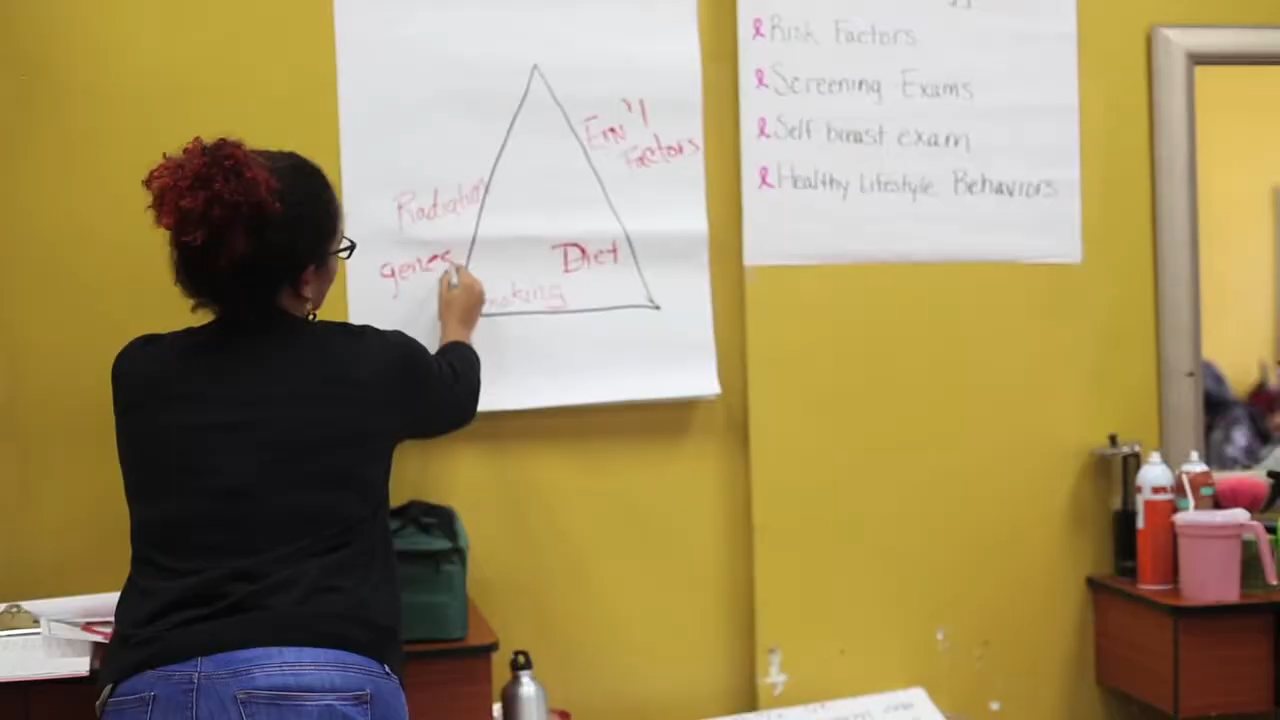 Env'l
Factors
Radiation
genes
Diet
Risk Factors
Screening Exams
Self breast exam
Healthy Lifestyle Behaviors